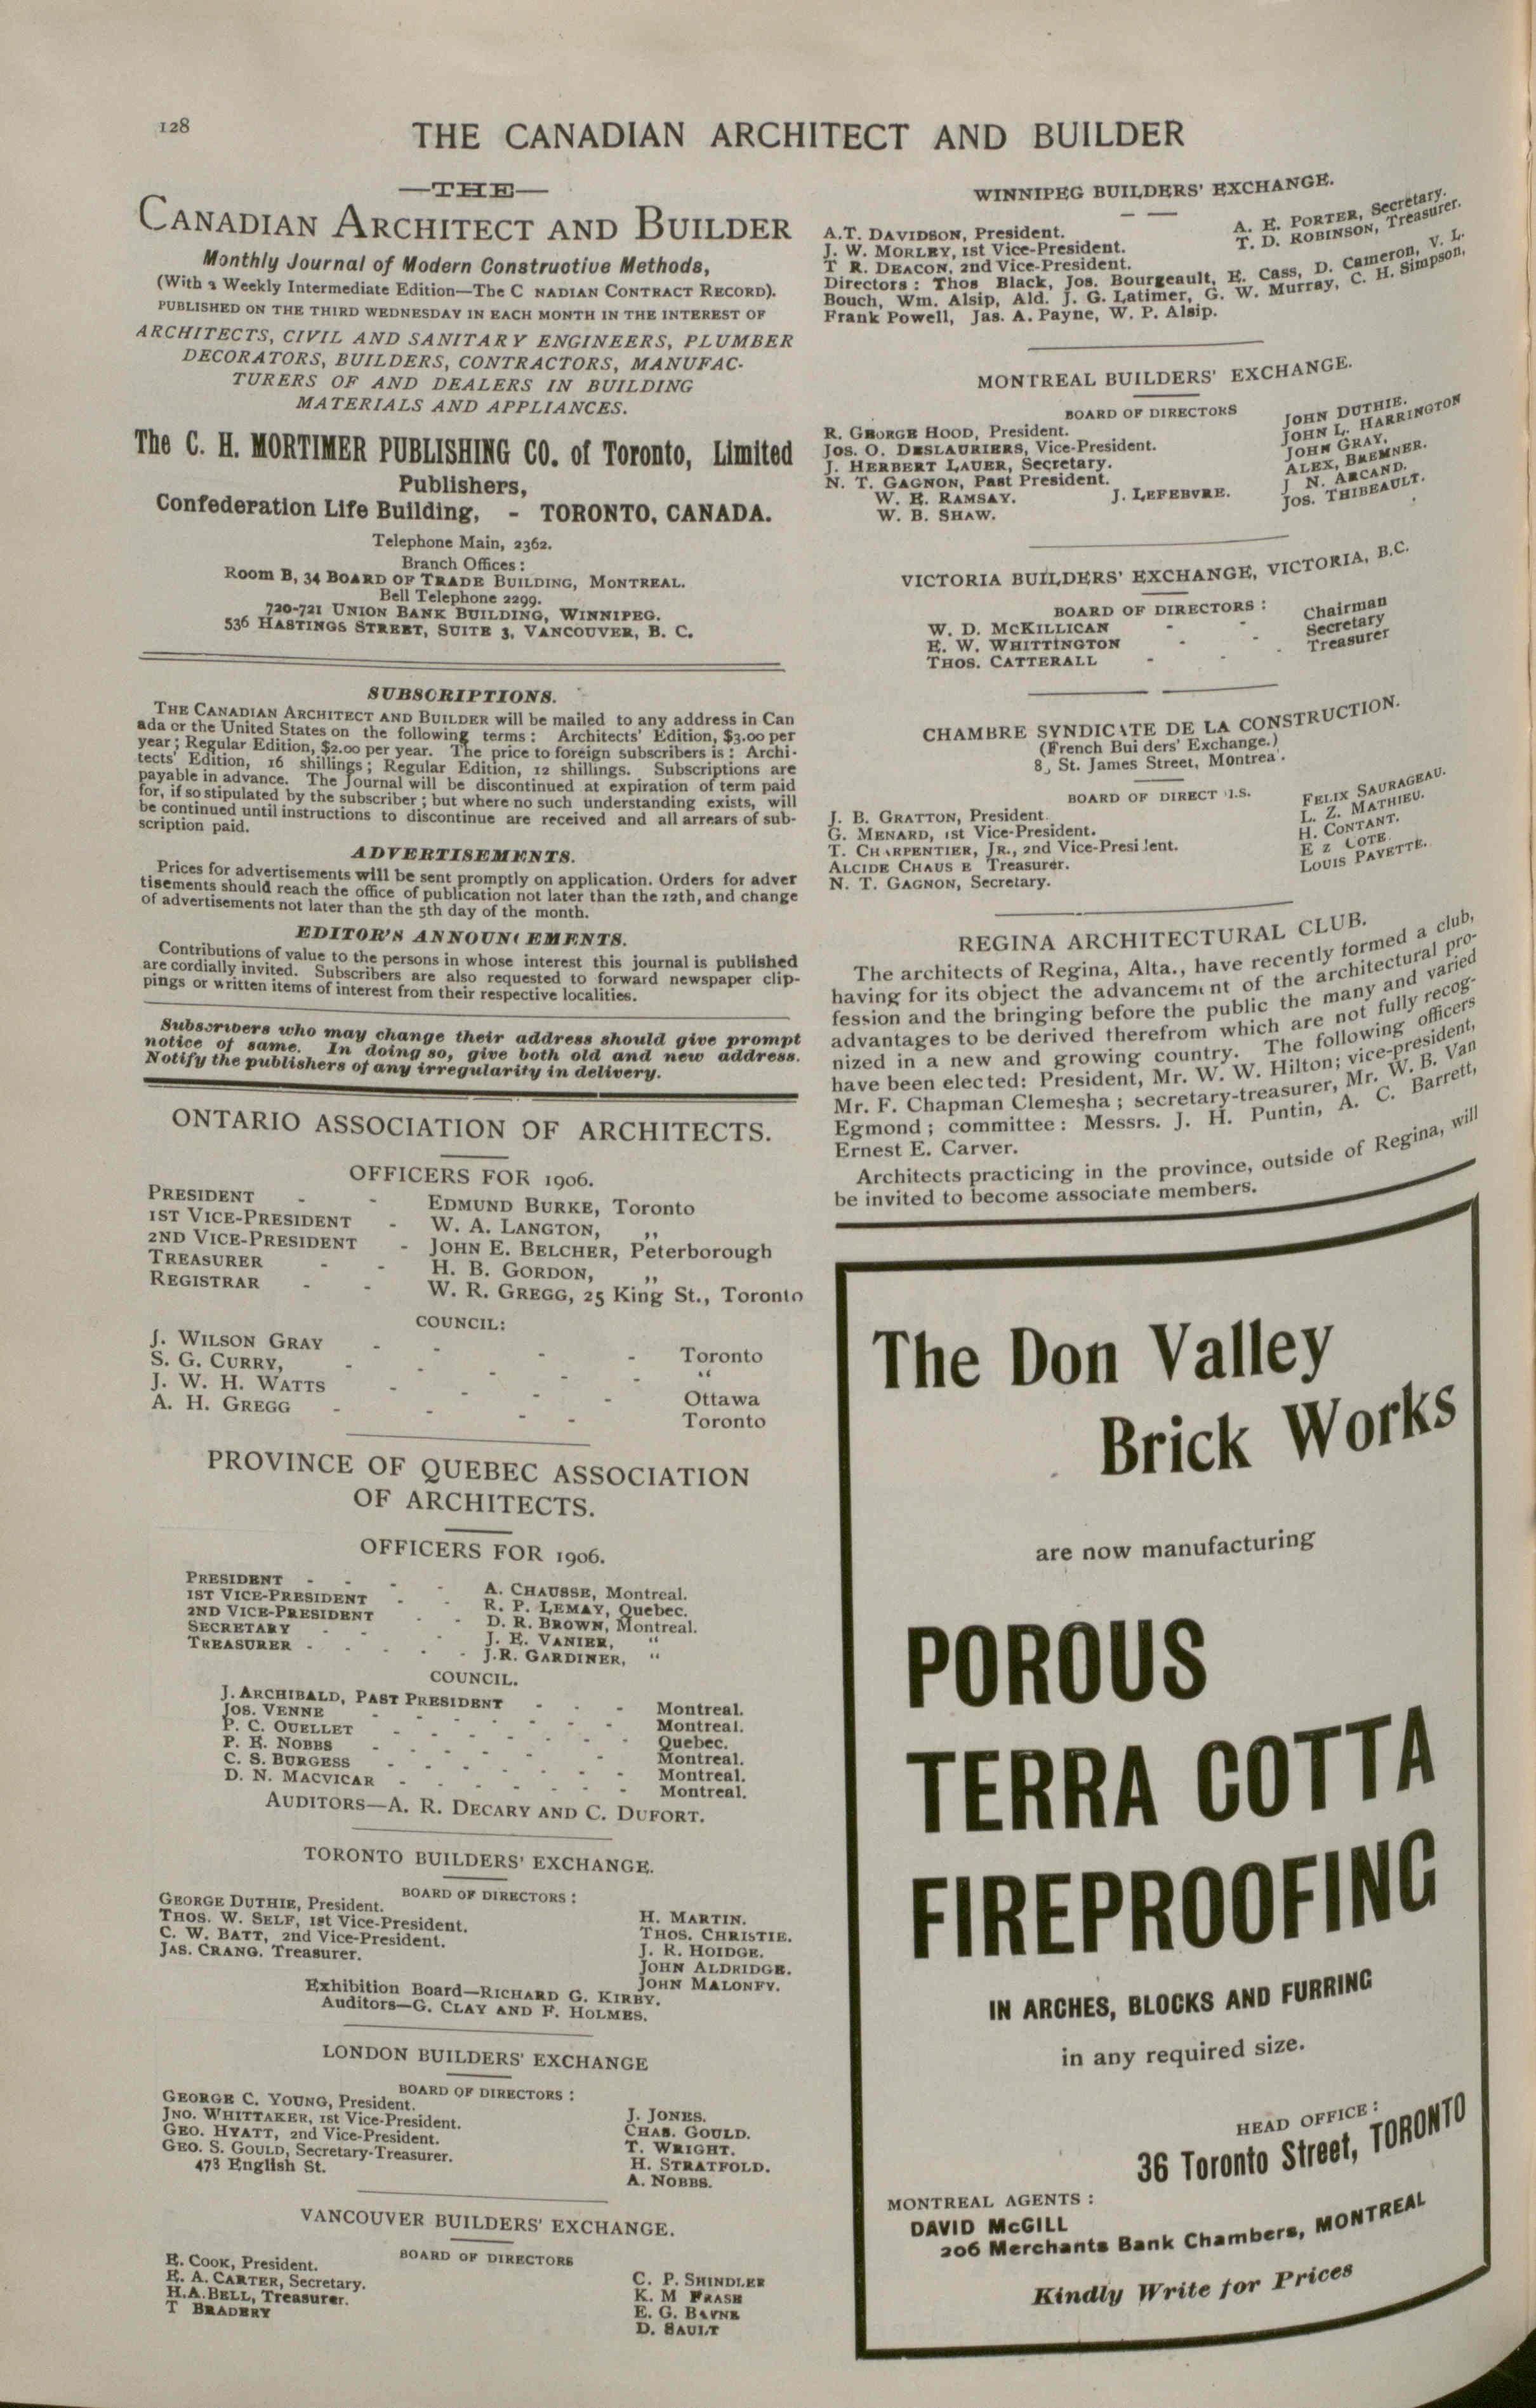 128
THE CANADIAN ARCHITECT AND BUILDER
—THE—
CANADIAN ARCHITECT AND BUILDER
Monthly Journal of Modern Constructive Methods,
(With a Weekly Intermediate Edition—The C NADIAN CONTRACT RECORD).
PUBLISHED ON THE THIRD WEDNESDAY IN EACH MONTH IN THE INTEREST OF
ARCHITECTS, CIVIL AND SANITARY ENGINEERS, PLUMBER
DECORATORS, BUILDERS, CONTRACTORS, MANUFAC-
TURERS OF AND DEALERS IN BUILDING
MATERIALS AND APPLIANCES.
The C. H. MORTIMER PUBLISHING CO. of Toronto, Limited
Publishers,
Confederation Life Building, - TORONTO, CANADA.
Telephone Main, 2362.
Branch Offices:
Room B, 34 BOARD OF TRADE BUILDING, MONTREAL.
Bell Telephone 2299.
720-721 UNION BANK BUILDING, WINNIPEG.
536 HASTINGS STREET, SUITE 3, VANCOUVER, B. C.
SUBSCRIPTIONS.
THE CANADIAN ARCHITECT AND BUILDER will be mailed to any address in Can
ada or the United States on the following terms: Architects' Edition, $3.00 per
year; Regular Edition, $2.00 per year. The price to foreign subscribers is: Archi-
tects' Edition, 16 shillings; Regular Edition, 12 shillings. Subscriptions are
payable in advance. The Journal will be discontinued at expiration of term paid
for, if so stipulated by the subscriber; but where no such understanding exists, will
be continued until instructions to discontinue are received and all arrears of sub-
scription paid.
ADVERTISEMENTS.
Prices for advertisements will be sent promptly on application. Orders for adver
tisements should reach the office of publication not later than the 12th, and change
of advertisements not later than the 5th day of the month.
EDITOR'S ANNOUNCEMENTS.
Contributions of value to the persons in whose interest this journal is published
are cordially invited. Subscribers are also requested to forward newspaper clip-
pings or written items of interest from their respective localities.
Subscribers who may change their address should give prompt
notice of same. In doing so, give both old and new address.
Notify the publishers of any irregularity in delivery.
ONTARIO ASSOCIATION OF ARCHITECTS.
OFFICERS FOR 1906.
PRESIDENT - - EDMUND BURKE, Toronto
1ST VICE-PRESIDENT - W. A. LANGTON, ,,
2ND VICE-PRESIDENT - JOHN E. BELCHER, Peterborough
TREASURER - - H. B. GORDON, ,,
REGISTRAR - - W. R. GREGG, 25 King St., Toronto
COUNCIL:
J. WILSON GRAY - - - - Toronto
S. G. CURRY, - - - - - “
J. W. H. WATTS - - - - Ottawa
A. H. GREGG - - - - Toronto
PROVINCE OF QUEBEC ASSOCIATION
OF ARCHITECTS.
OFFICERS FOR 1906.
PRESIDENT - - - - A. CHAUSSE, Montreal.
1ST VICE-PRESIDENT - - R. P. LEMAY, Quebec.
2ND VICE-PRESIDENT - - D. R. BROWN, Montreal.
SECRETARY - - - J. E. VANIER, “
TREASURER - - - - - J.R. GARDINER, “
COUNCIL.
J. ARCHIBALD, PAST PRESIDENT - - - Montreal.
JOS. VENNE - - - - - - Montreal.
P. C. OUELLET - - - - - - Quebec.
P. E. NOBBS - - - - - - Montreal.
C. S. BURGESS - - - - - - Montreal.
D. N. MACVICAR - - - - - - Montreal.
AUDITORS—A. R. DECARY AND C. DUFORT.
TORONTO BUILDERS' EXCHANGE.
BOARD OF DIRECTORS:
GEORGE DUTHIE, President.
THOS. W. SELF, 1st Vice-President.
C. W. BATT, 2nd Vice-President.
JAS. CRANG. Treasurer.
H. MARTIN.
THOS. CHRISTIE.
J. R. HOIDGE.
JOHN ALDRIDGE.
JOHN MALONEY.
Exhibition Board—RICHARD G. KIRBY.
Auditors—G. CLAY AND F. HOLMES.
LONDON BUILDERS' EXCHANGE
BOARD OF DIRECTORS:
GEORGE C. YOUNG, President.
JNO. WHITTAKER, 1st Vice-President.
GEO. HYATT, 2nd Vice-President.
GEO. S. GOULD, Secretary-Treasurer.
473 English St.
J. JONES.
CHAS. GOULD.
T. WRIGHT.
H. STRATFOLD.
A. NOBBS.
VANCOUVER BUILDERS' EXCHANGE.
BOARD OF DIRECTORS
E. COOK, President.
E. A. CARTER, Secretary.
H.A. BELL, Treasurer.
T BRADERY
C. P. SHINDLER
K. M FRASE
E. G.
D. SAULT
WINNIPEG BUILDERS' EXCHANGE.
A.T. DAVIDSON, President.
J. W. MORLEY, 1st Vice-President.
T R. DEACON, 2nd Vice-President.
A. E. PORTER, Secretary.
T. D. ROBINSON, Treasurer.
Directors: Thos Black, Jos. Bourgeault, E. Cass, D. Cameron, V. L.
Bouch, Wm. Alsip, Ald. J. G. Latimer, G. W. Murray, C. H. Simpson,
Frank Powell, Jas. A. Payne, W. P. Alsip.
MONTREAL BUILDERS' EXCHANGE.
BOARD OF DIRECTORS
R. GEORGE HOOD, President.
JOS. O. DESLAURIERS, Vice-President.
J. HERBERT LAUER, Secretary.
N. T. GAGNON, Past President.
W. E. RAMSAY. J. LEFEBVRE.
W. B. SHAW.
JOHN DUTHIE.
JOHN L. HARRINGTON
JOHN GRAY,
ALEX, BREMNER.
J N. ARCAND.
JOS. THIBEAULT.
VICTORIA BUILDERS' EXCHANGE, VICTORIA, B.C.
BOARD OF DIRECTORS:
W. D. MCKILLICAN - - Chairman
E. W. WHITTINGTON - - Secretary
THOS. CATTERALL - - - Treasurer
CHAMBRE SYNDICATE DE LA CONSTRUCTION.
(French Bui ders' Exchange.)
8, St. James Street, Montrea .
BOARD OF DIRECT
J. B. GRATTON, President.
G. MENARD, 1st Vice-President.
T. CHARPENTIER, JR., 2nd Vice-President.
ALCIDE CHAUS E Treasurer.
N. T. GAGNON, Secretary.
FELIX SAURAGEAU.
L. Z. MATHIEU.
H. CONTANT.
E z COTE
LOUIS PAYETTE.
REGINA ARCHITECTURAL CLUB.
The architects of Regina, Alta., have recently formed a club,
having for its object the advancement of the architectural pro-
fession and the bringing before the public the many and varied
advantages to be derived therefrom which are not fully recog-
nized in a new and growing country. The following officers
have been elected: President, Mr. W. W. Hilton; vice-president,
Mr. F. Chapman Clemesha; secretary-treasurer, Mr. W. B. Van
Egmond; committee: Messrs. J. H. Puntin, A. C. Barrett,
Ernest E. Carver.
Architects practicing in the province, outside of Regina, will
be invited to become associate members.
The Don Valley
Brick Works
are now manufacturing
POROUS
TERRA COTTA
FIREPROOFING
IN ARCHES, BLOCKS AND FURRING
in any required size.
HEAD OFFICE:
36 Toronto Street, TORONTO
MONTREAL AGENTS:
DAVID McGILL
206 Merchants Bank Chambers, MONTREAL
Kindly Write for Prices